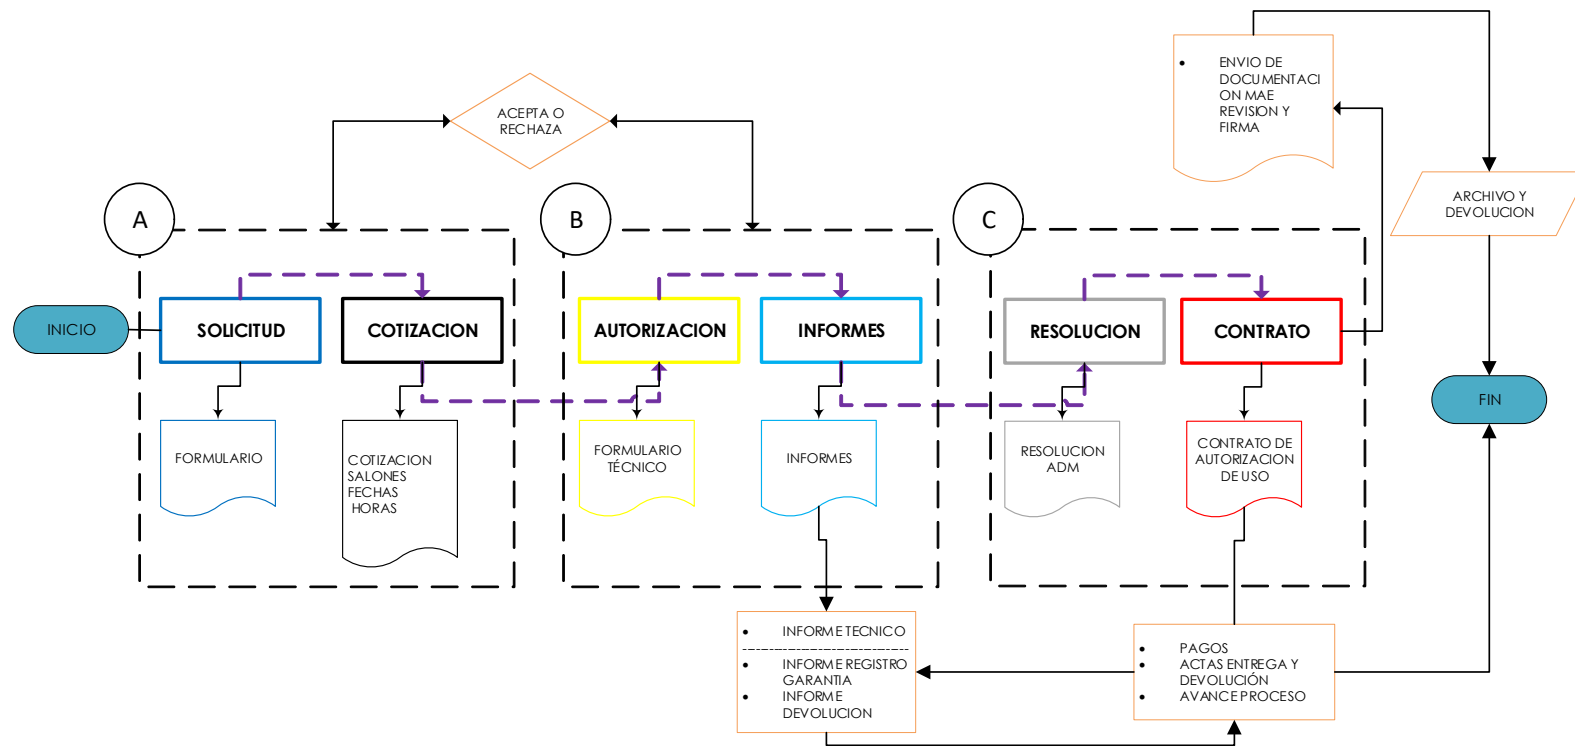 ENVIO DE
DOCUMENTACI
ON MAE
REVISION Y
FIRMA
ACEPTA O
RECHAZA
ARCHIVO Y
DEVOLUCION
A
B
C
INICIO
SOLICITUD
COTIZACION
AUTORIZACION
INFORMES
RESOLUCION
CONTRATO
FIN
FORMULARIO
COTIZACION
SALONES
FECHAS
HORAS
FORMULARIO
TÉCNICO
INFORMES
RESOLUCION
ADM
CONTRATO DE
AUTORIZACION
DE USO
INFORME TECNICO
INFORME REGISTRO
GARANTIA
INFORME
DEVOLUCION
PAGOS
ACTAS ENTREGA Y
DEVOLUCIÓN
AVANCE PROCESO